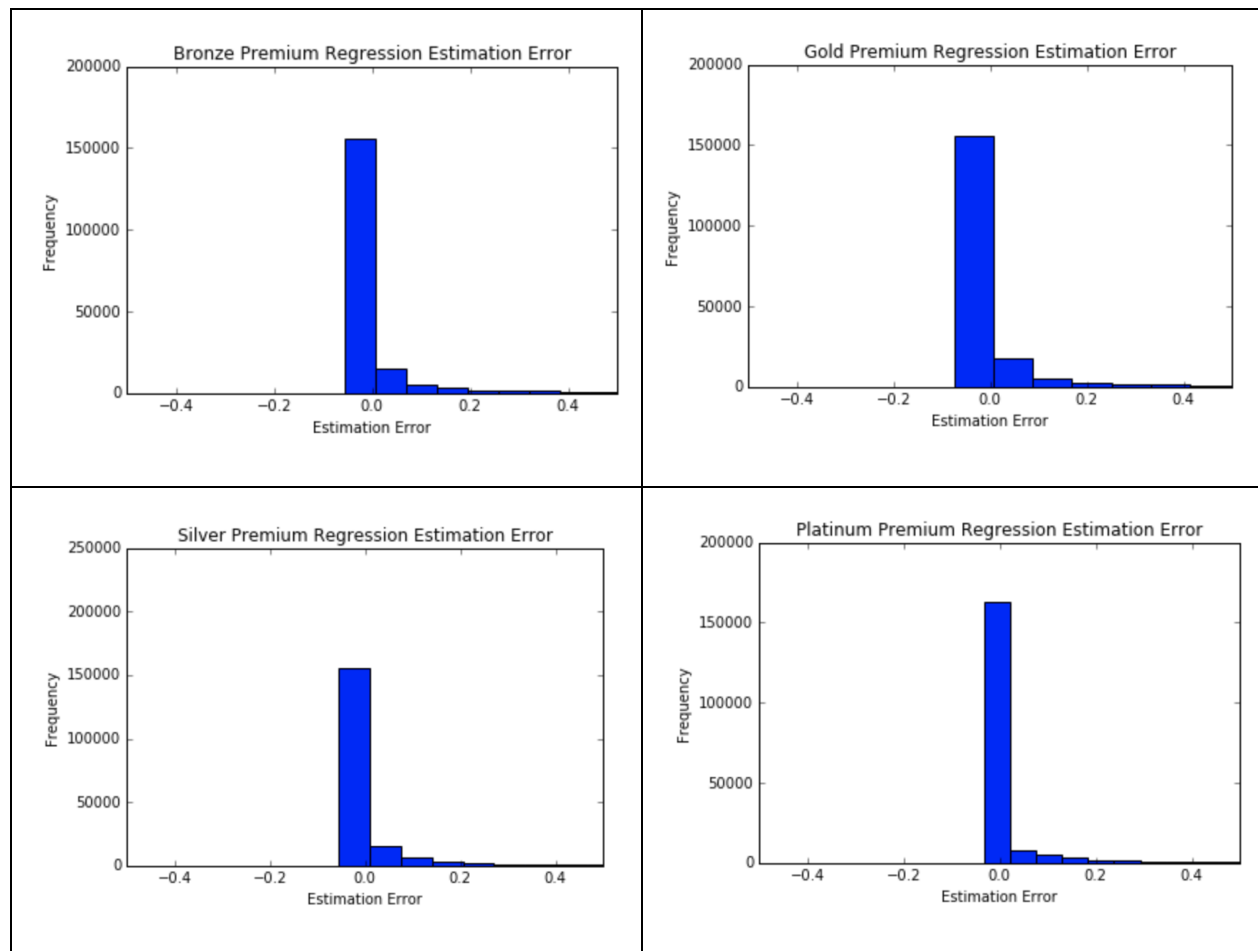 Bronze Premium Regression Estimation Error
200000
150000
100000
50000
0
Frequency
−0.4 −0.2 0.0 0.2 0.4
Estimation Error
Gold Premium Regression Estimation Error
200000
150000
100000
50000
0
Frequency
−0.4 −0.2 0.0 0.2 0.4
Estimation Error
Silver Premium Regression Estimation Error
250000
200000
150000
100000
50000
0
Frequency
−0.4 −0.2 0.0 0.2 0.4
Estimation Error
Platinum Premium Regression Estimation Error
200000
150000
100000
50000
0
Frequency
−0.4 −0.2 0.0 0.2 0.4
Estimation Error